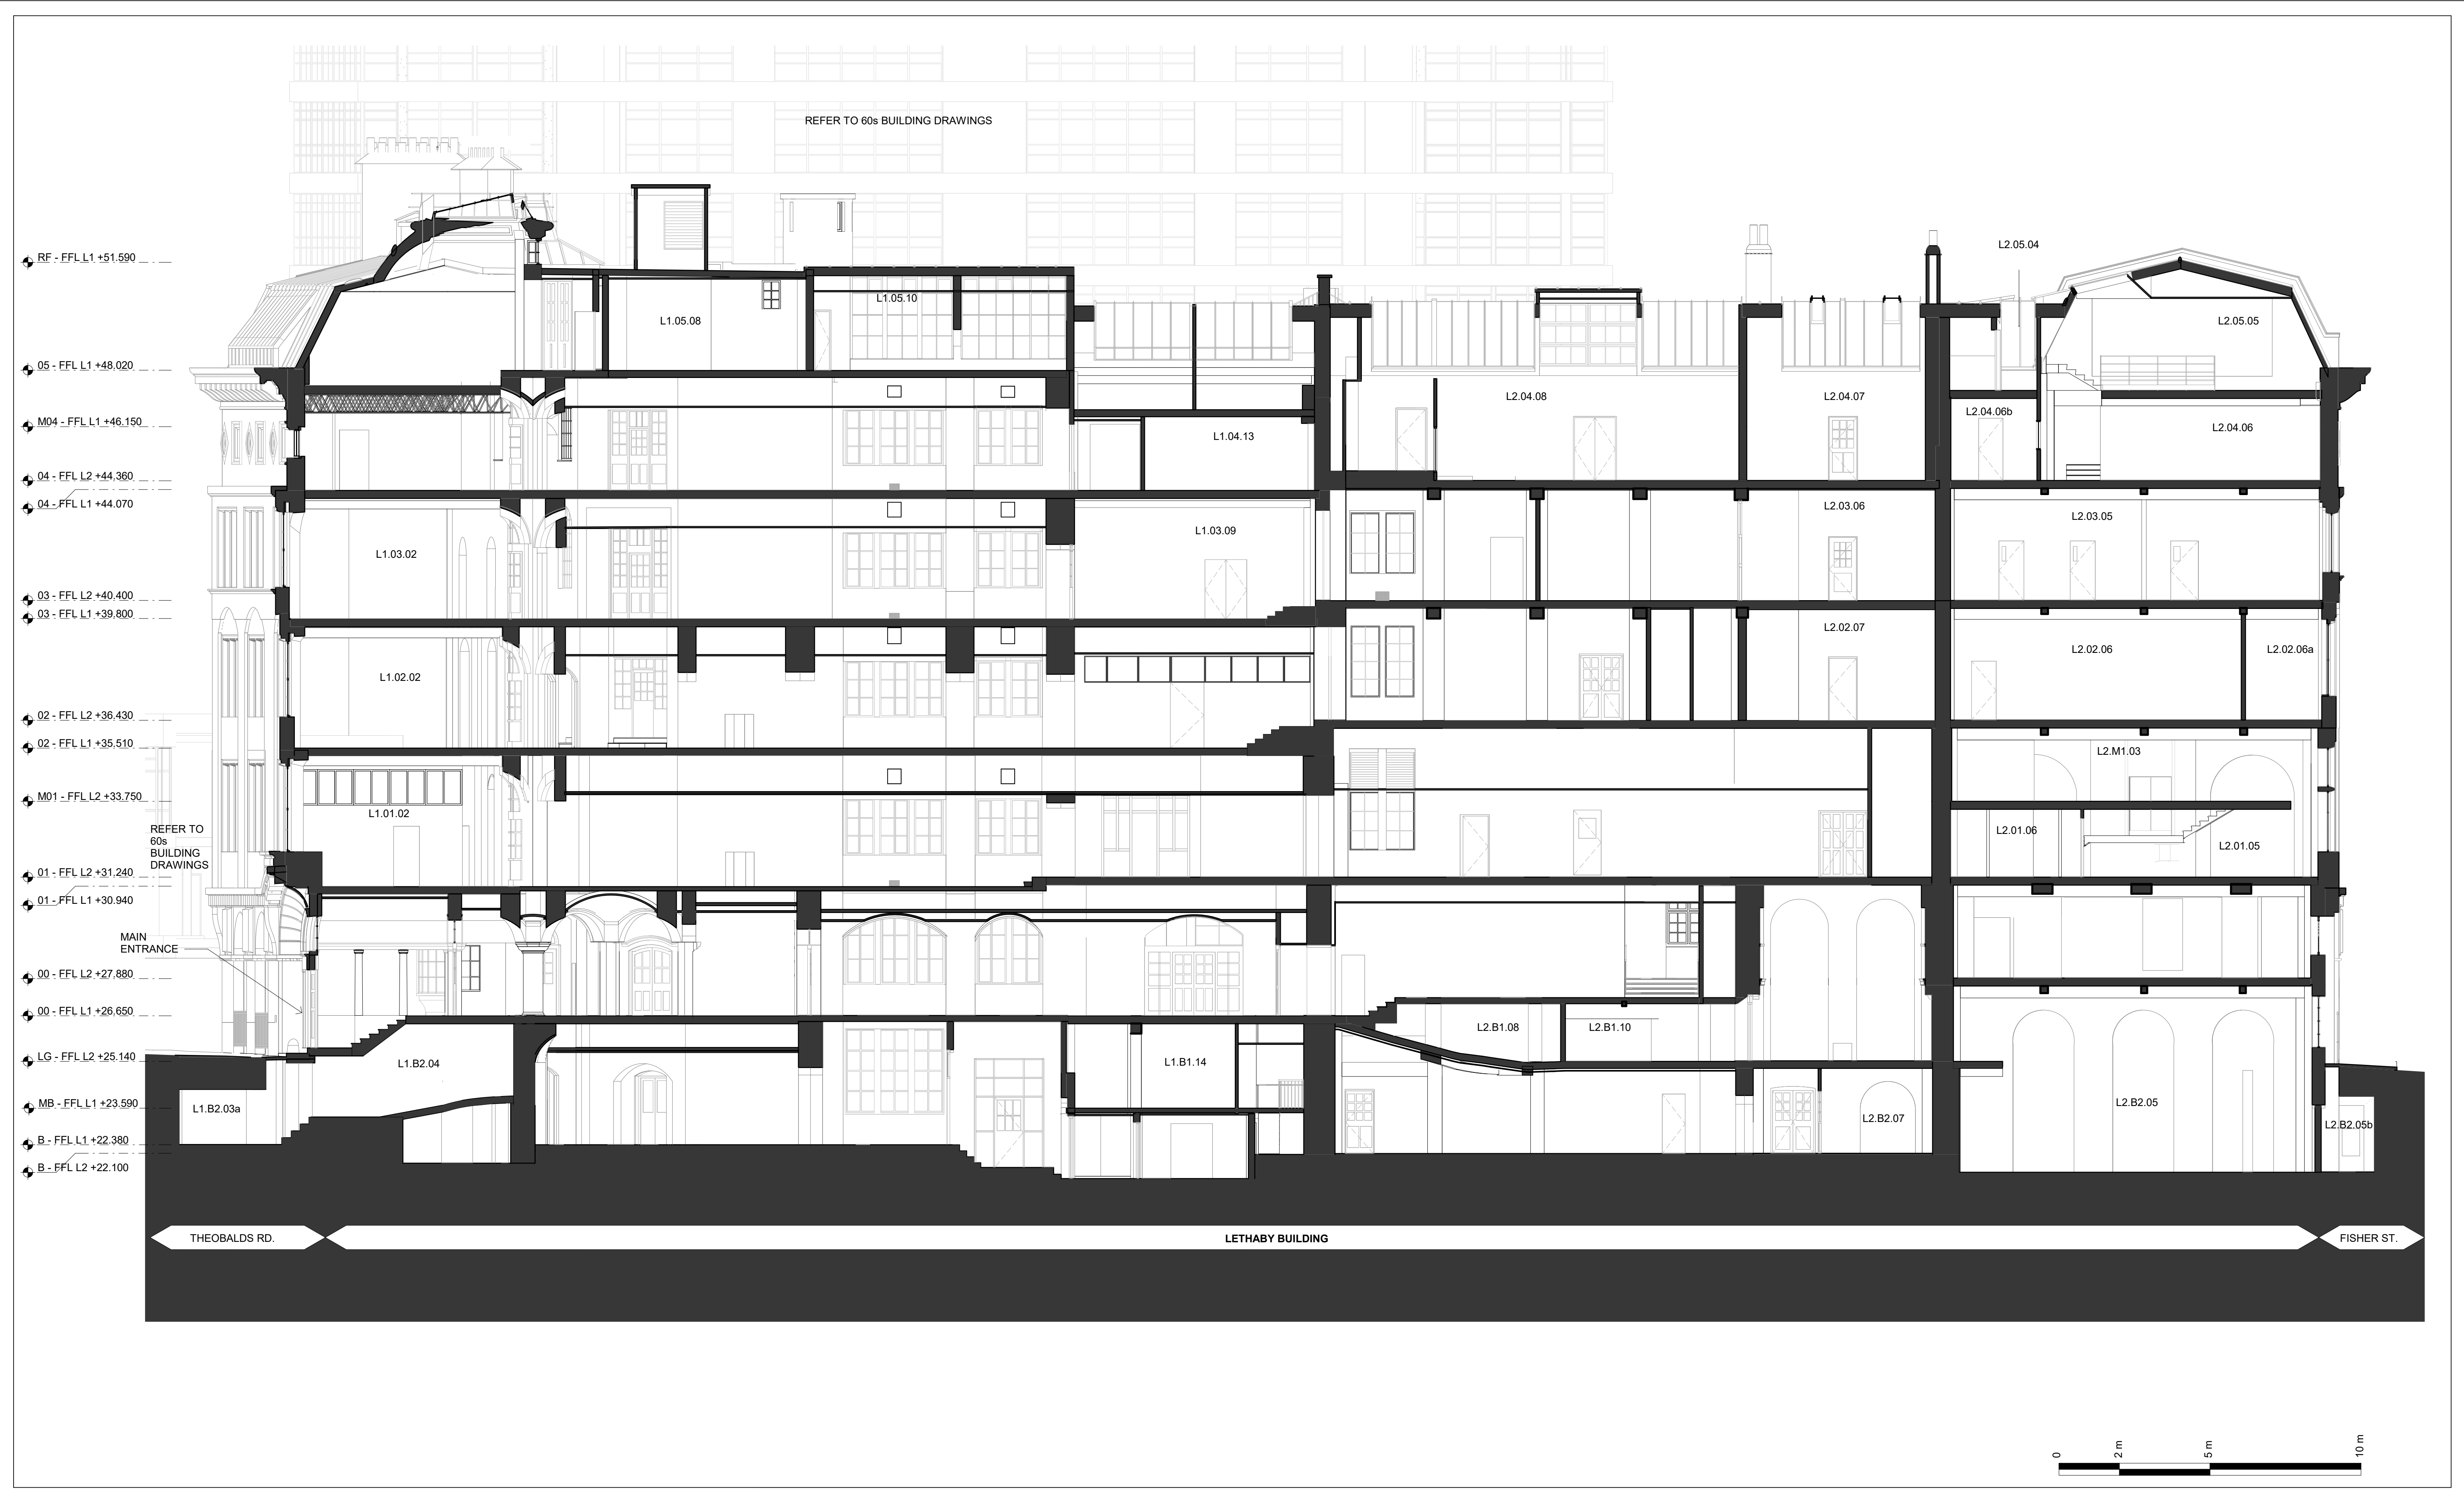 REFER TO 60s BUILDING DRAWINGS
L2.05.04
RF - FFL L1 +51.590
L1.05.10
L1.05.08
L2.05.05
05 - FFL L1 +48.020
L2.04.08
L2.04.07
L2.04.06b
M04 - FFL L1 +46.150
L2.04.06
L1.04.13
04 - FFL L2 +44.360
04 - FFL L1 +44.070
L2.03.06
L2.03.05
L1.03.09
L1.03.02
03 - FFL L2 +40.400
03 - FFL L1 +39.800
L2.02.07
L2.02.06
L2.02.06a
L1.02.02
02 - FFL L2 +36.430
02 - FFL L1 +35.510
L2.M1.03
M01 - FFL L2 +33.750
L1.01.02
REFER TO
60s
BUILDING
DRAWINGS
L2.01.06
L2.01.05
01 - FFL L2 +31.240
01 - FFL L1 +30.940
MAIN
ENTRANCE
00 - FFL L2 +27.880
00 - FFL L1 +26.650
L2.B1.08
L2.B1.10
LG - FFL L2 +25.140
L1.B2.04
L1.B1.14
MB - FFL L1 +23.590
L1.B2.03a
L2.B2.05
L2.B2.07
L2.B2.05b
B - FFL L1 +22.380
B - FFL L2 +22.100
THEOBALDS RD.
LETHABY BUILDING
FISHER ST.
0
2 m
5 m
10 m